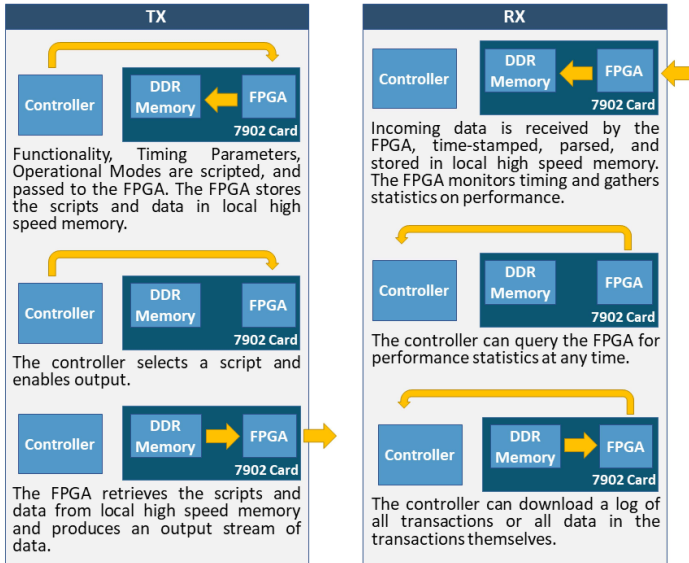 TX
Controller
DDR
Memory
FPGA
7902 Card
Functionality, Timing Parameters,
Operational Modes are scripted, and
passed to the FPGA. The FPGA stores
the scripts and data in local high
speed memory.
Controller
DDR
Memory
FPGA
7902 Card
The controller selects a script and
enables output.
Controller
DDR
Memory
FPGA
7902 Card
The FPGA retrieves the scripts and
data from local high speed memory
and produces an output stream of
data.
RX
Controller
DDR
Memory
FPGA
7902 Card
Incoming data is received by the
FPGA, time-stamped, parsed, and
stored in local high speed memory.
The FPGA monitors timing and gathers
statistics on performance.
Controller
DDR
Memory
FPGA
7902 Card
The controller can query the FPGA for
performance statistics at any time.
Controller
DDR
Memory
FPGA
7902 Card
The controller can download a log of
all transactions or all data in the
transactions themselves.